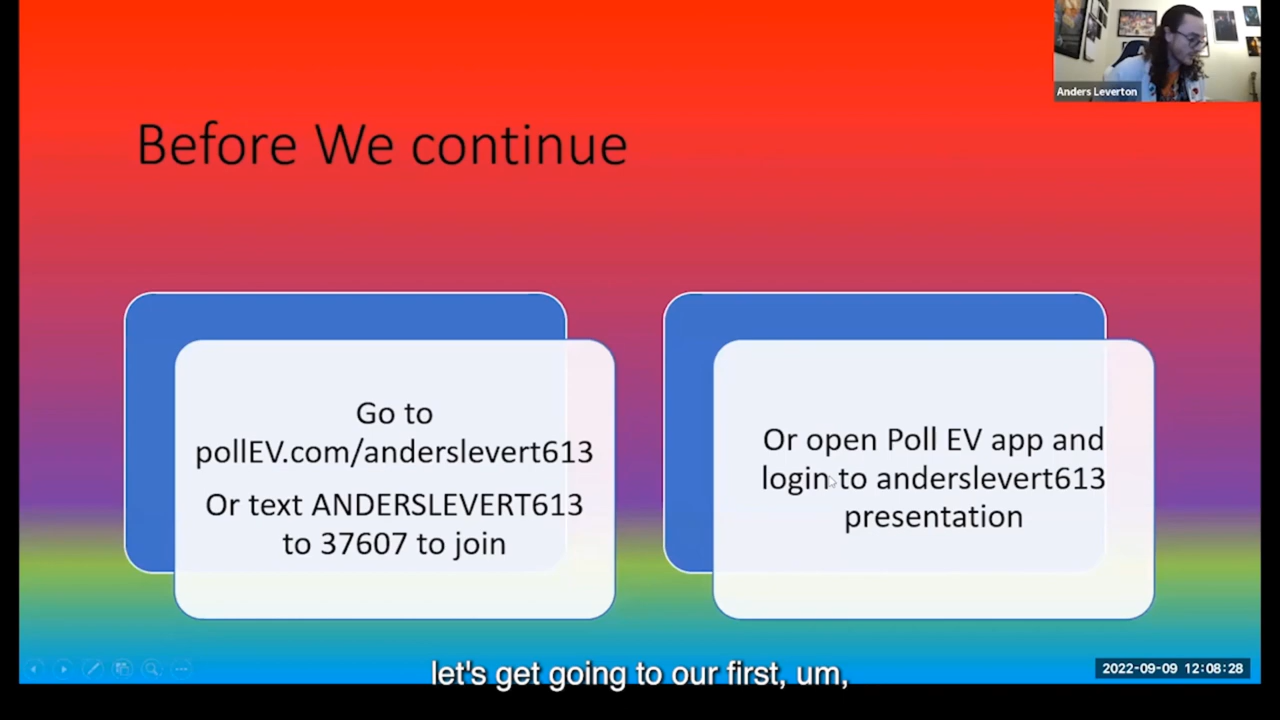 Anders Leverton
Before We continue
Go to
pollEV.com/anderslevert613
Or text ANDERSLEVERT613
to 37607 to join
Or open Poll EV app and
login to anderslevert613
presentation
2022-09-09 12:08:28
let's get going to our first, um,